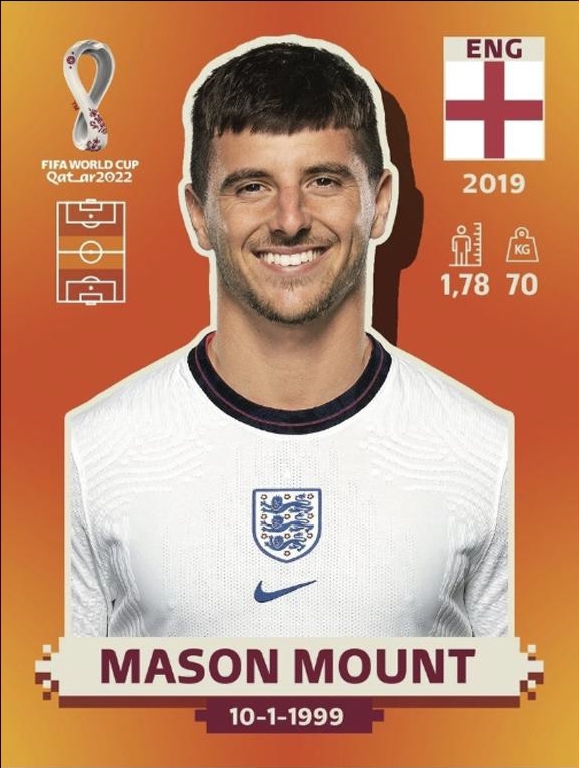 FIFA WORLD CUP
Qatar2022
ENG
2019
KG
1,78 70
MASON MOUNT
10-1-1999